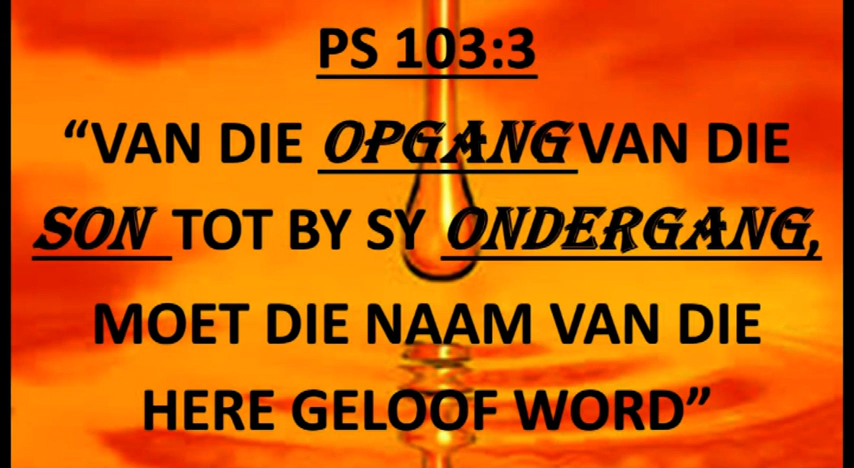 PS 103:3
“VAN DIE OPGANG VAN DIE
SON TOT BY SY ONDERGANG,
MOET DIE NAAM VAN DIE
HERE GELOOF WORD”